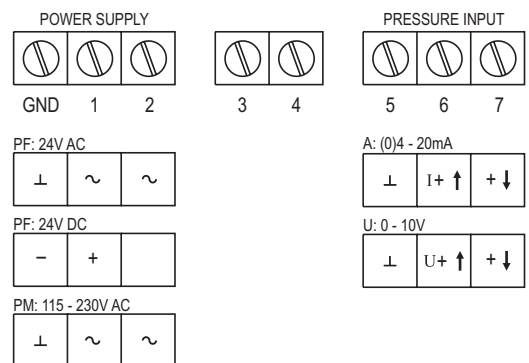 POWER SUPPLY
PRESSURE INPUT
GND 1 2 3 4 5 6 7
PF: 24V AC
⊥ ~ ~
A: (0)4 - 20mA
⊥ I+ ↑ + ↓
PF: 24V DC
− +
U: 0 - 10V
⊥ U+ ↑ + ↓
PM: 115 - 230V AC
⊥ ~ ~